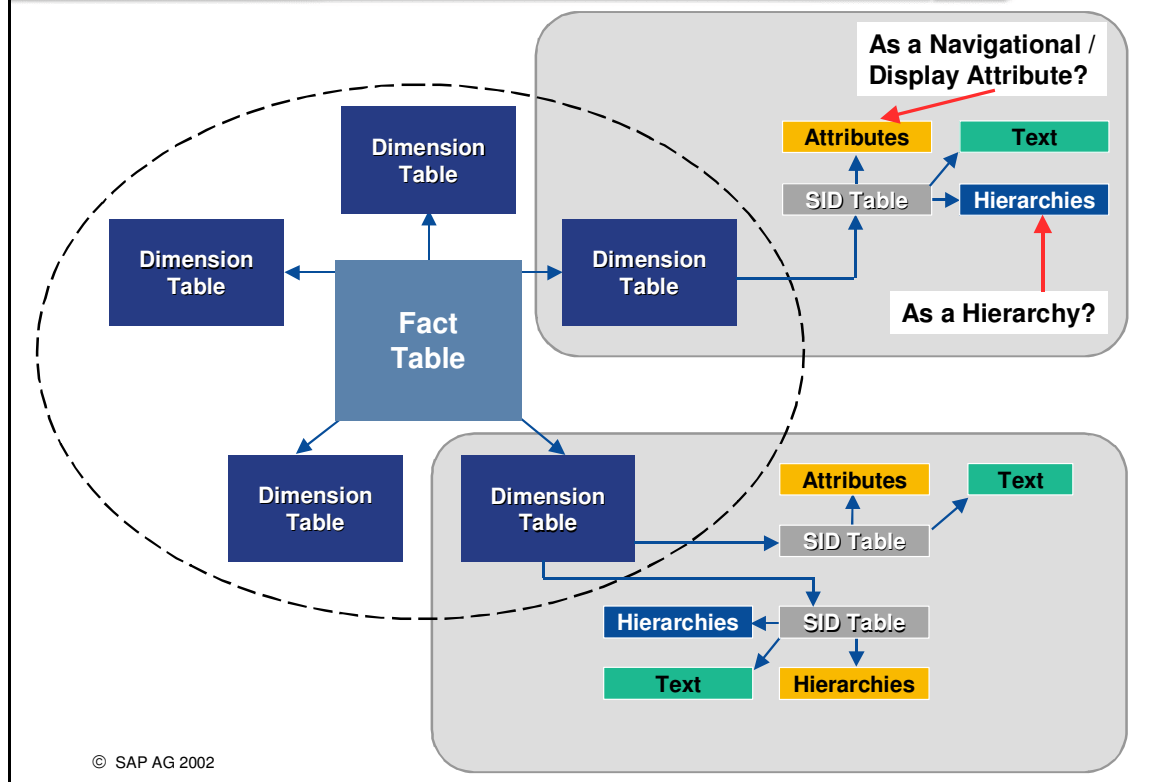 As a Navigational /
Display Attribute?
Dimension
Table
Attributes
Text
SID Table
Hierarchies
Dimension
Table
Dimension
Table
As a Hierarchy?
Fact
Table
Dimension
Table
Dimension
Table
Attributes
Text
SID Table
Hierarchies
SID Table
Text
Hierarchies
© SAP AG 2002